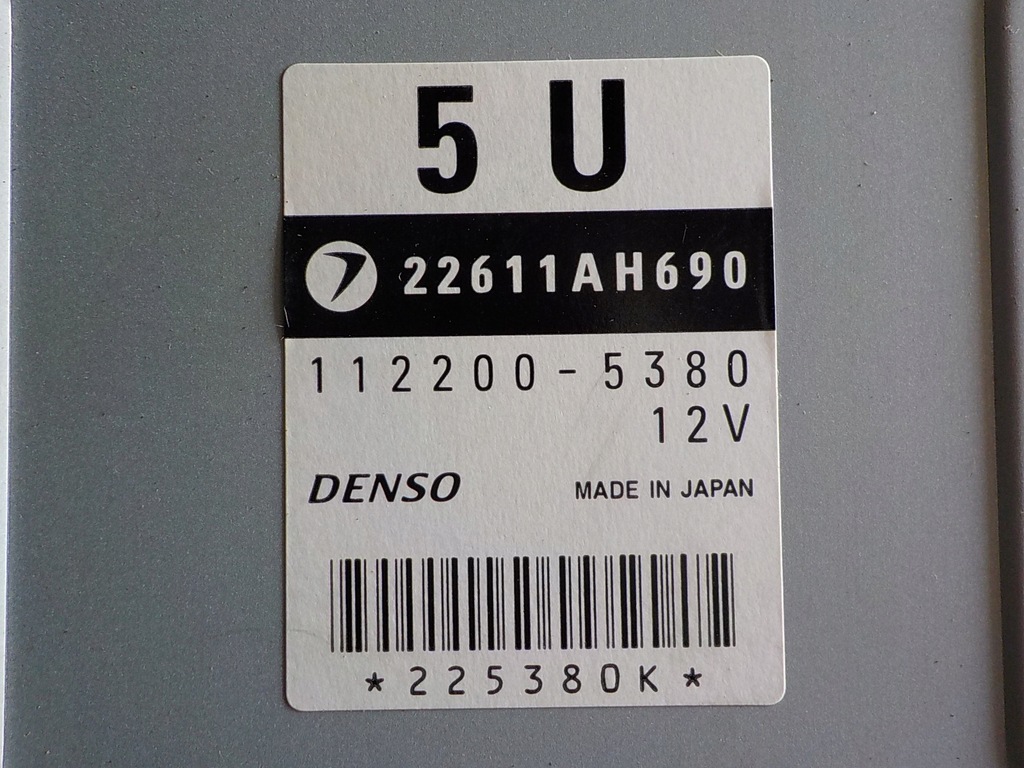 5 U
22611AH690
112200-5380
12V
DENSO MADE IN JAPAN
*225380K*